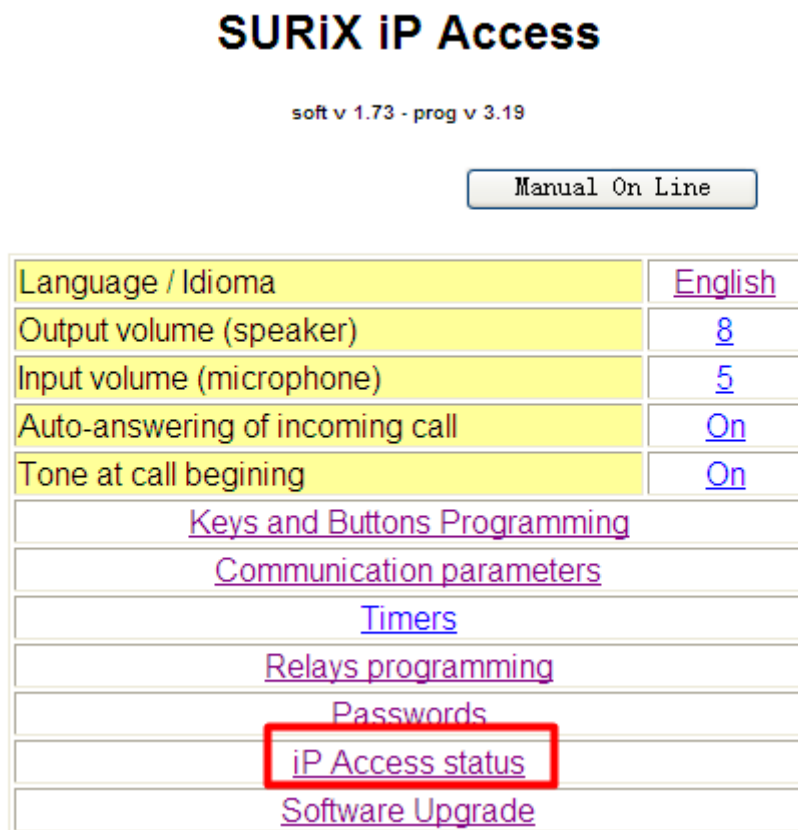 SURiX iP Access
soft v 1.73 - prog v 3.19
Manual On Line
Language / Idioma English
Output volume (speaker) 8
Input volume (microphone) 5
Auto-answering of incoming call On
Tone at call begining On
Keys and Buttons Programming
Communication parameters
Timers
Relays programming
Passwords
iP Access status
Software Upgrade